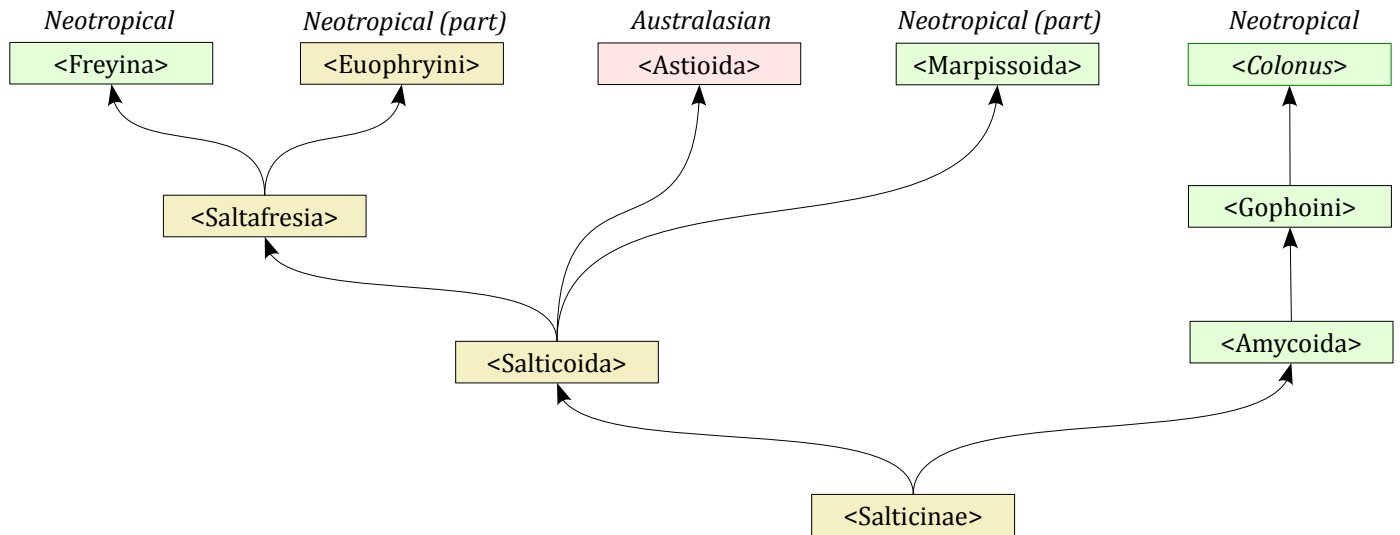 Neotropical
Neotropical (part)
Australasian
Neotropical (part)
Neotropical
<Freyina>
<Euophryini>
<Astioida>
<Marpissoida>
<Colonus>
<Saltafresia>
<Gophoini>
<Salticoida>
<Amycoida>
<Salticinae>